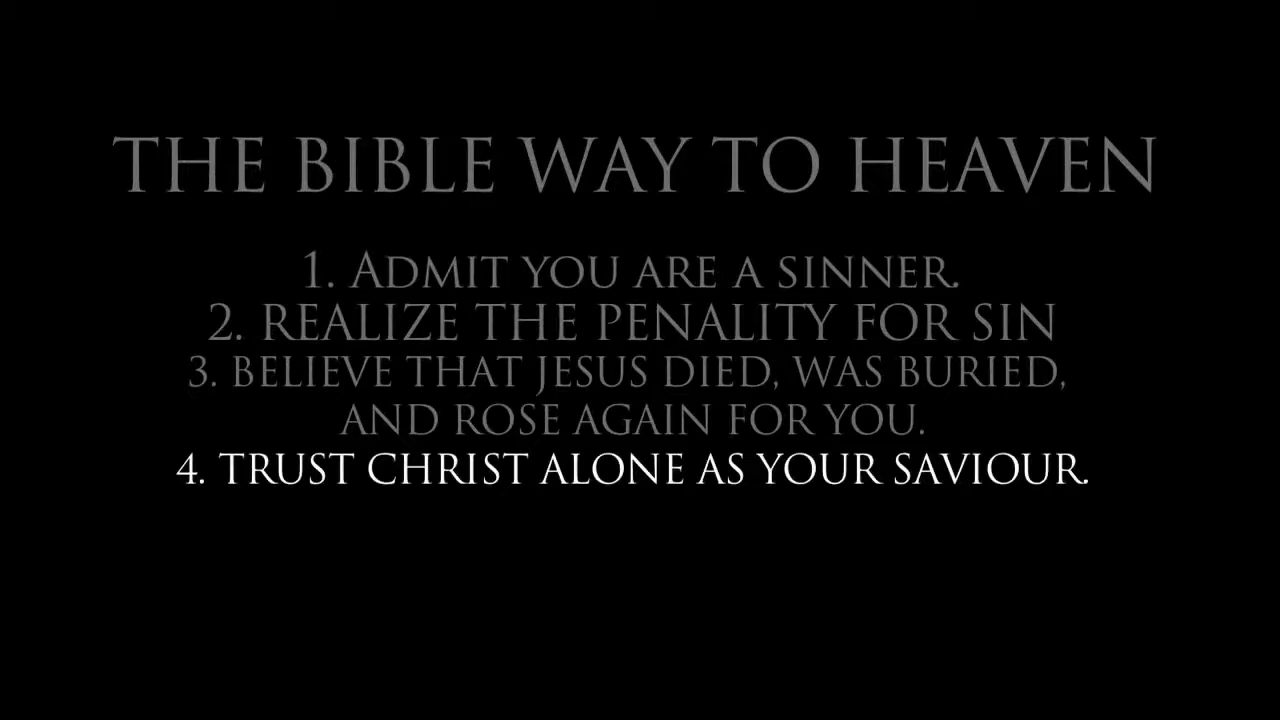 THE BIBLE WAY TO HEAVEN
1. ADMIT YOU ARE A SINNER.
2. REALIZE THE PENALITY FOR SIN
3. BELIEVE THAT JESUS DIED, WAS BURIED,
AND ROSE AGAIN FOR YOU.
4. TRUST CHRIST ALONE AS YOUR SAVIOUR.